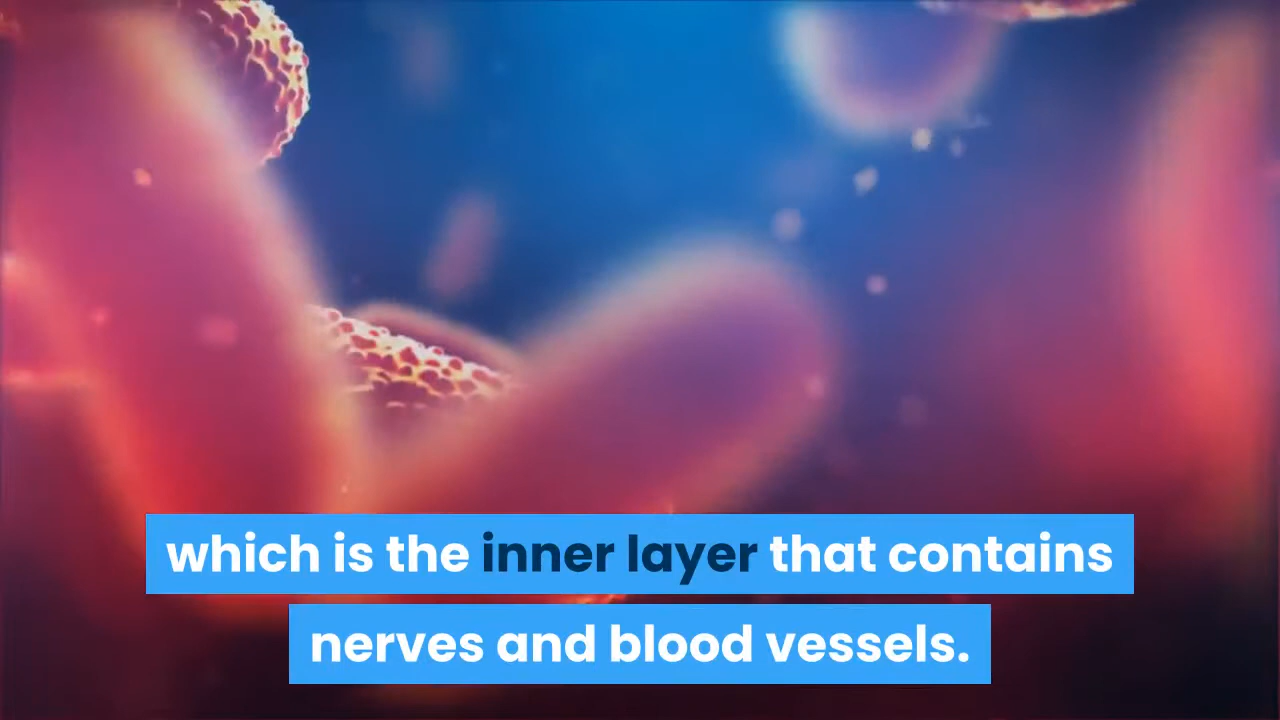 which is the inner layer that contains
nerves and blood vessels.